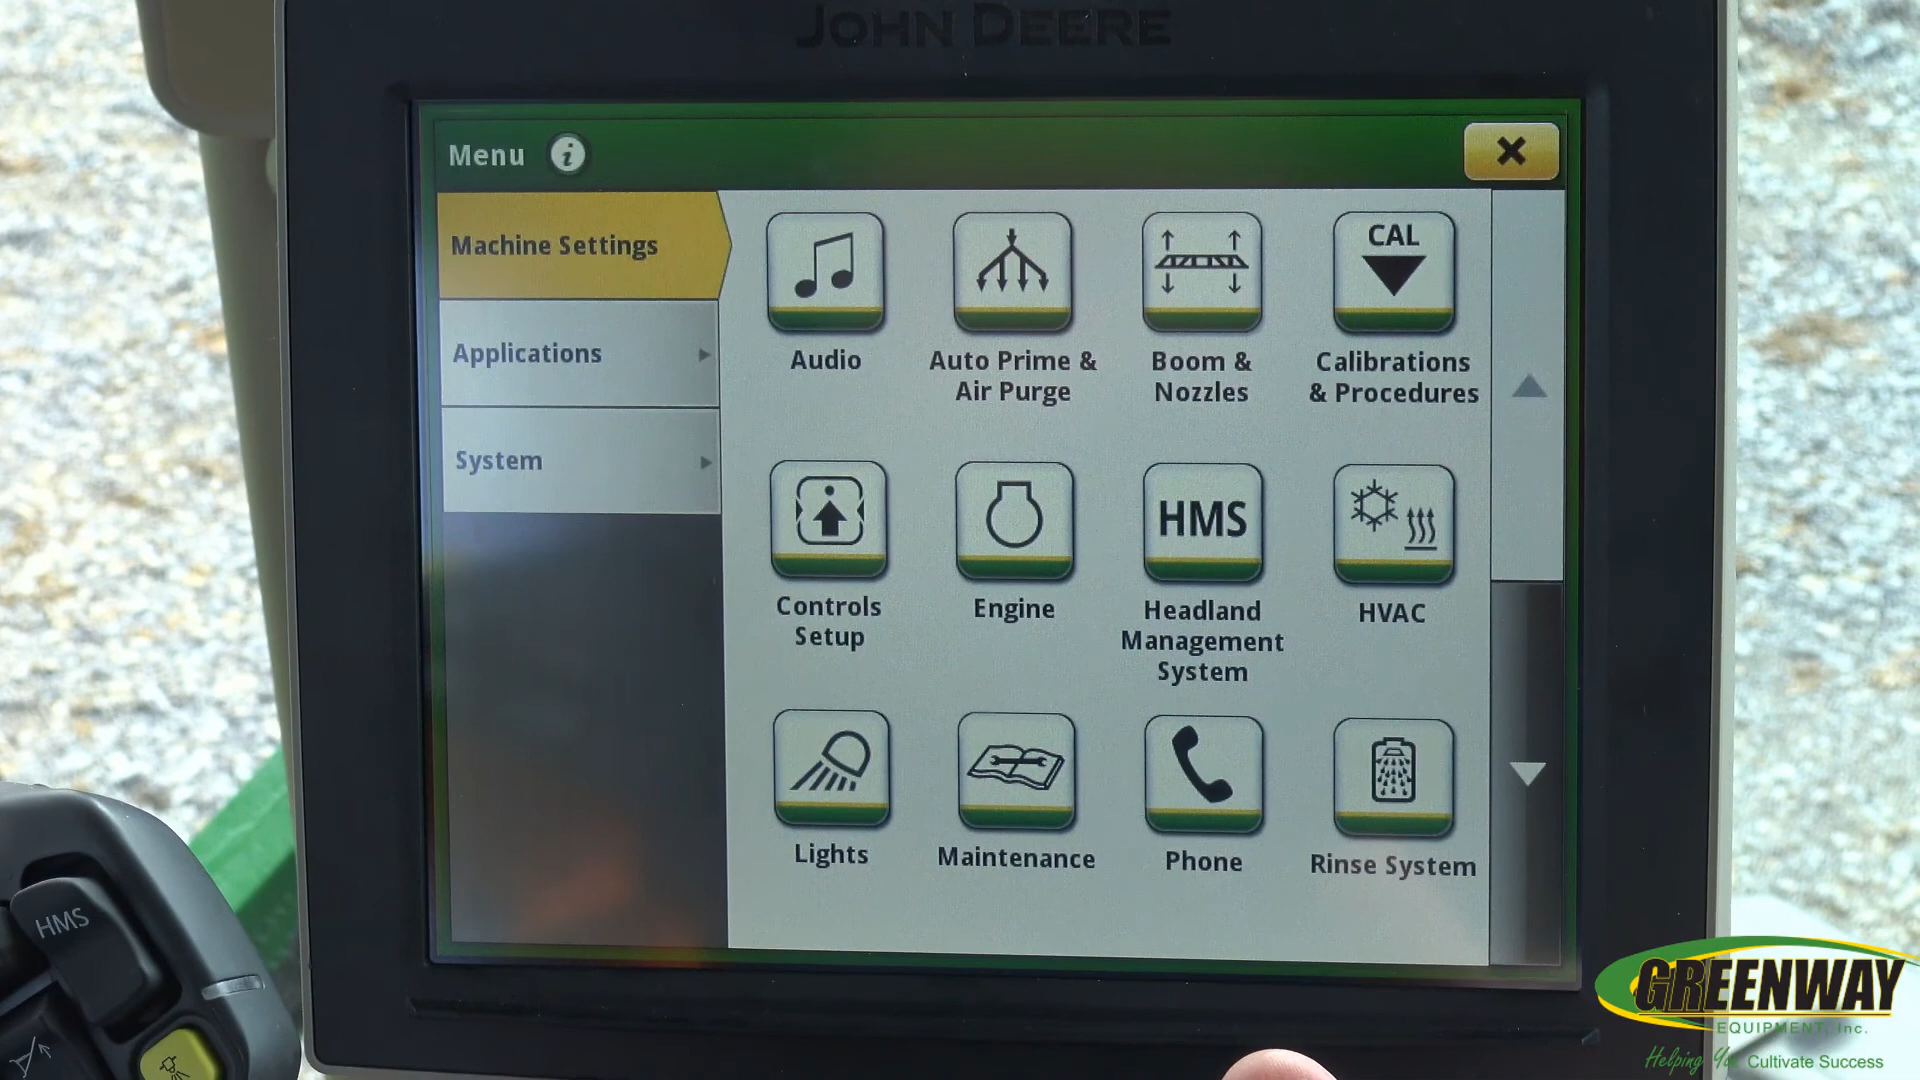 JOHN DEERE
Menu
Machine Settings
Applications
System
Audio
Auto Prime &
Air Purge
Boom &
Nozzles
CAL
Calibrations
& Procedures
Controls
Setup
Engine
HMS
Headland
Management
System
HVAC
Lights
Maintenance
Phone
Rinse System
HMS
GREENWAY
EQUIPMENT, Inc.
Helping You Cultivate Success